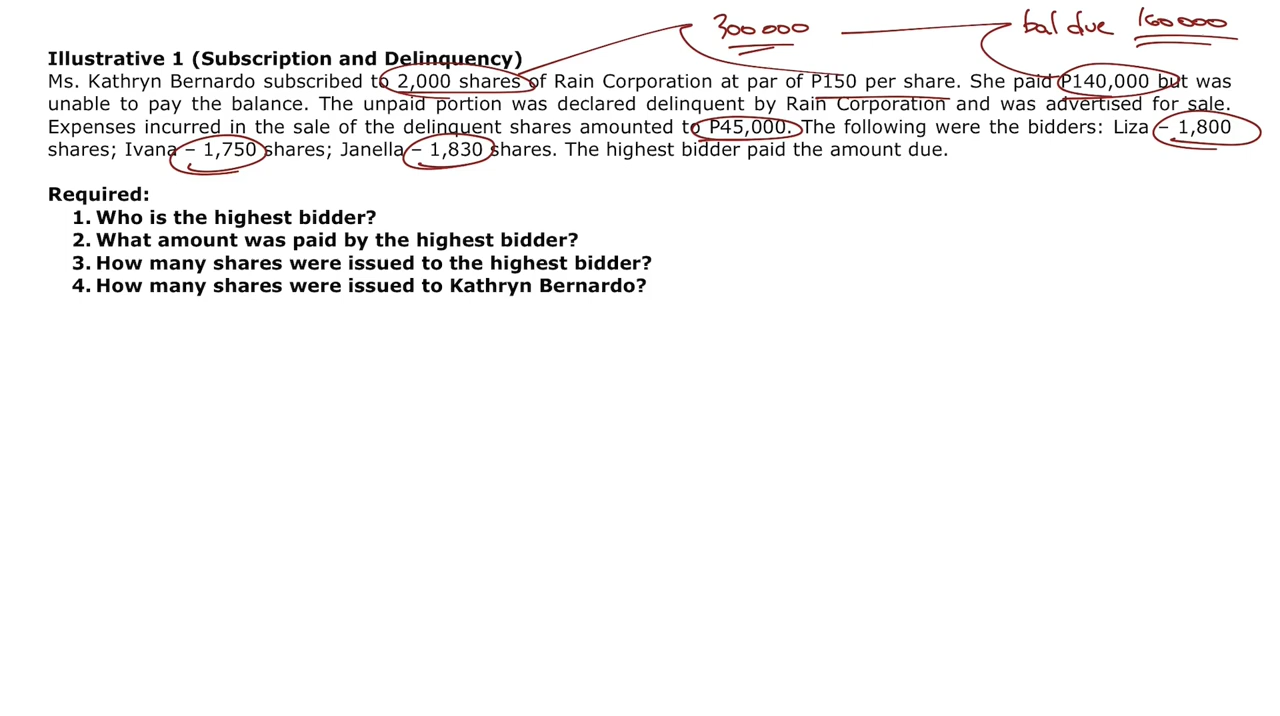 300000 bal due 160000
Illustrative 1 (Subscription and Delinquency)
Ms. Kathryn Bernardo subscribed to 2,000 shares of Rain Corporation at par of P150 per share. She paid P140,000 but was
unable to pay the balance. The unpaid portion was declared delinquent by Rain Corporation and was advertised for sale.
Expenses incurred in the sale of the delinquent shares amounted to P45,000. The following were the bidders: Liza – 1,800
shares; Ivana – 1,750 shares; Janella – 1,830 shares. The highest bidder paid the amount due.
Required:
1. Who is the highest bidder?
2. What amount was paid by the highest bidder?
3. How many shares were issued to the highest bidder?
4. How many shares were issued to Kathryn Bernardo?